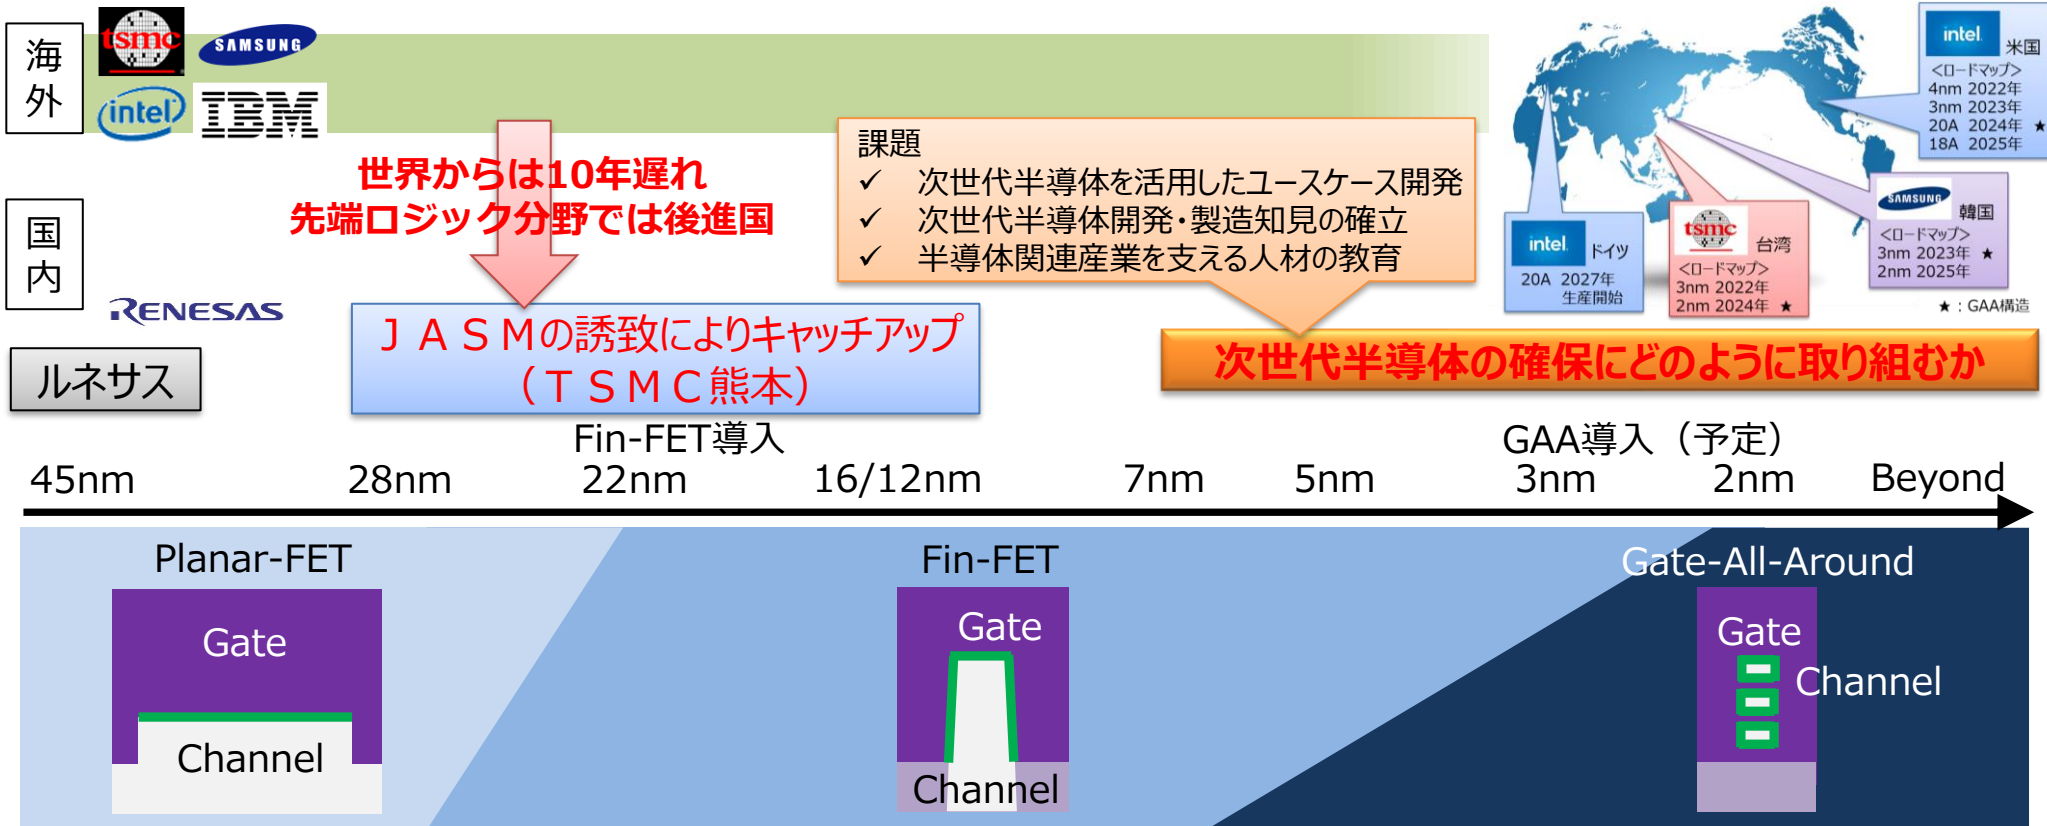 海外
tsmc
SAMSUNG
intel
IBM
世界からは10年遅れ
先端ロジック分野では後進国
課題
✓ 次世代半導体を活用したユースケース開発
✓ 次世代半導体開発・製造知見の確立
✓ 半導体関連産業を支える人材の教育
intel 米国
<ロードマップ>
4nm 2022年
3nm 2023年
20A 2024年 ★
18A 2025年
SAMSUNG 韓国
<ロードマップ>
3nm 2023年 ★
2nm 2025年
intel ドイツ
20A 2027年
生産開始
tsmc 台湾
<ロードマップ>
3nm 2022年
2nm 2024年 ★
★：GAA構造
国内
RENESAS
ルネサス
ＪＡＳＭの誘致によりキャッチアップ
（ＴＳＭＣ熊本）
次世代半導体の確保にどのように取り組むか
Fin-FET導入
GAA導入（予定）
45nm 28nm 22nm 16/12nm 7nm 5nm 3nm 2nm Beyond
Planar-FET
Gate
Channel
Fin-FET
Gate
Channel
Gate-All-Around
Gate
Channel